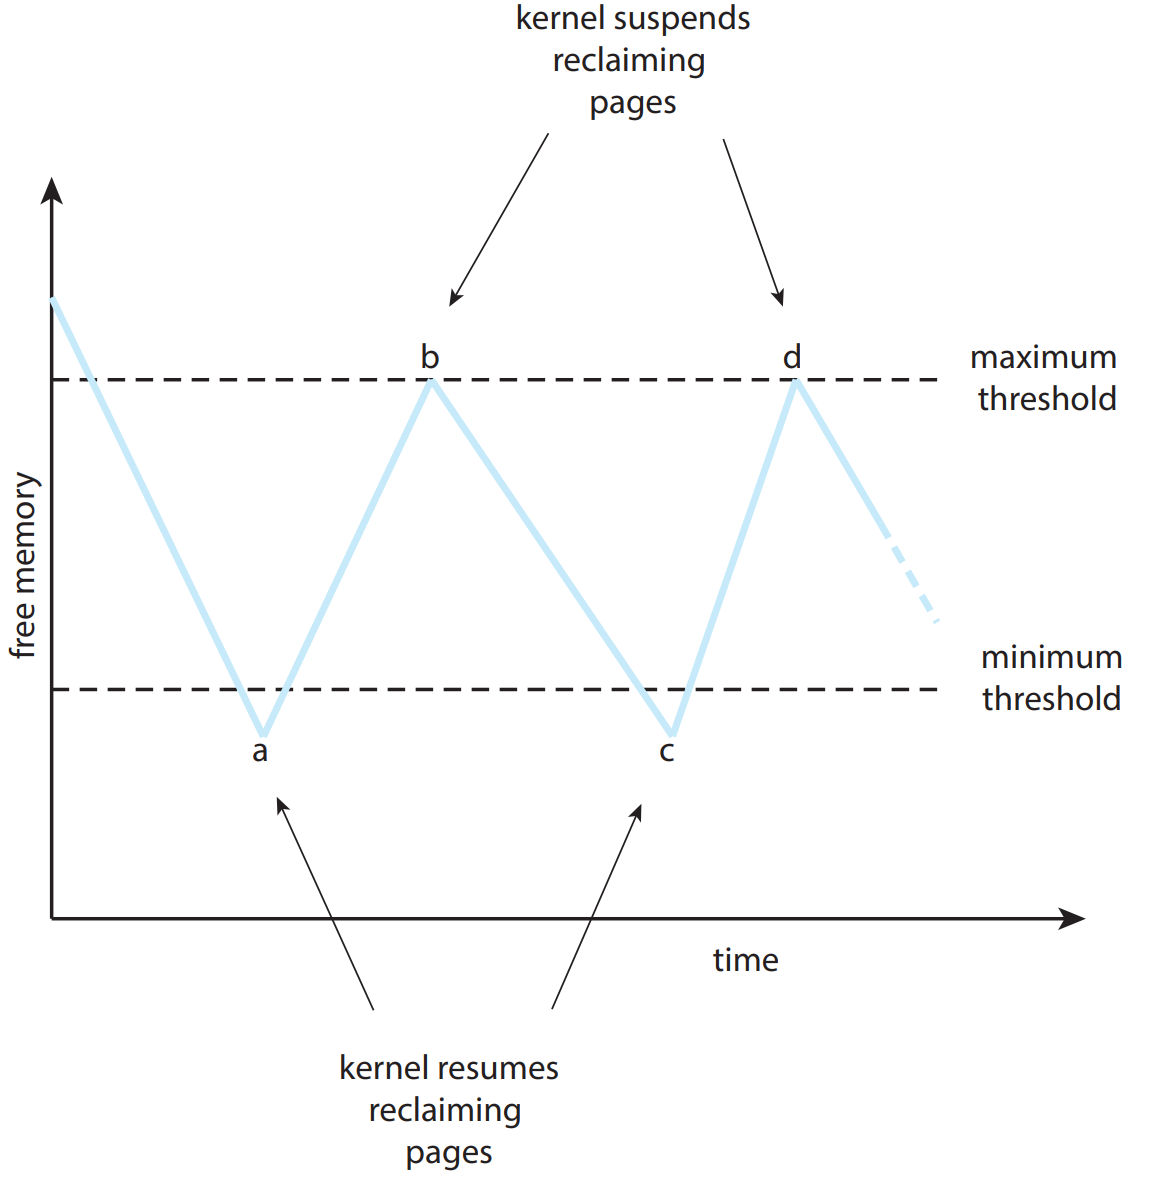 kernel suspends
reclaiming
pages
b
d
maximum
threshold
free memory
minimum
threshold
a
c
time
kernel resumes
reclaiming
pages